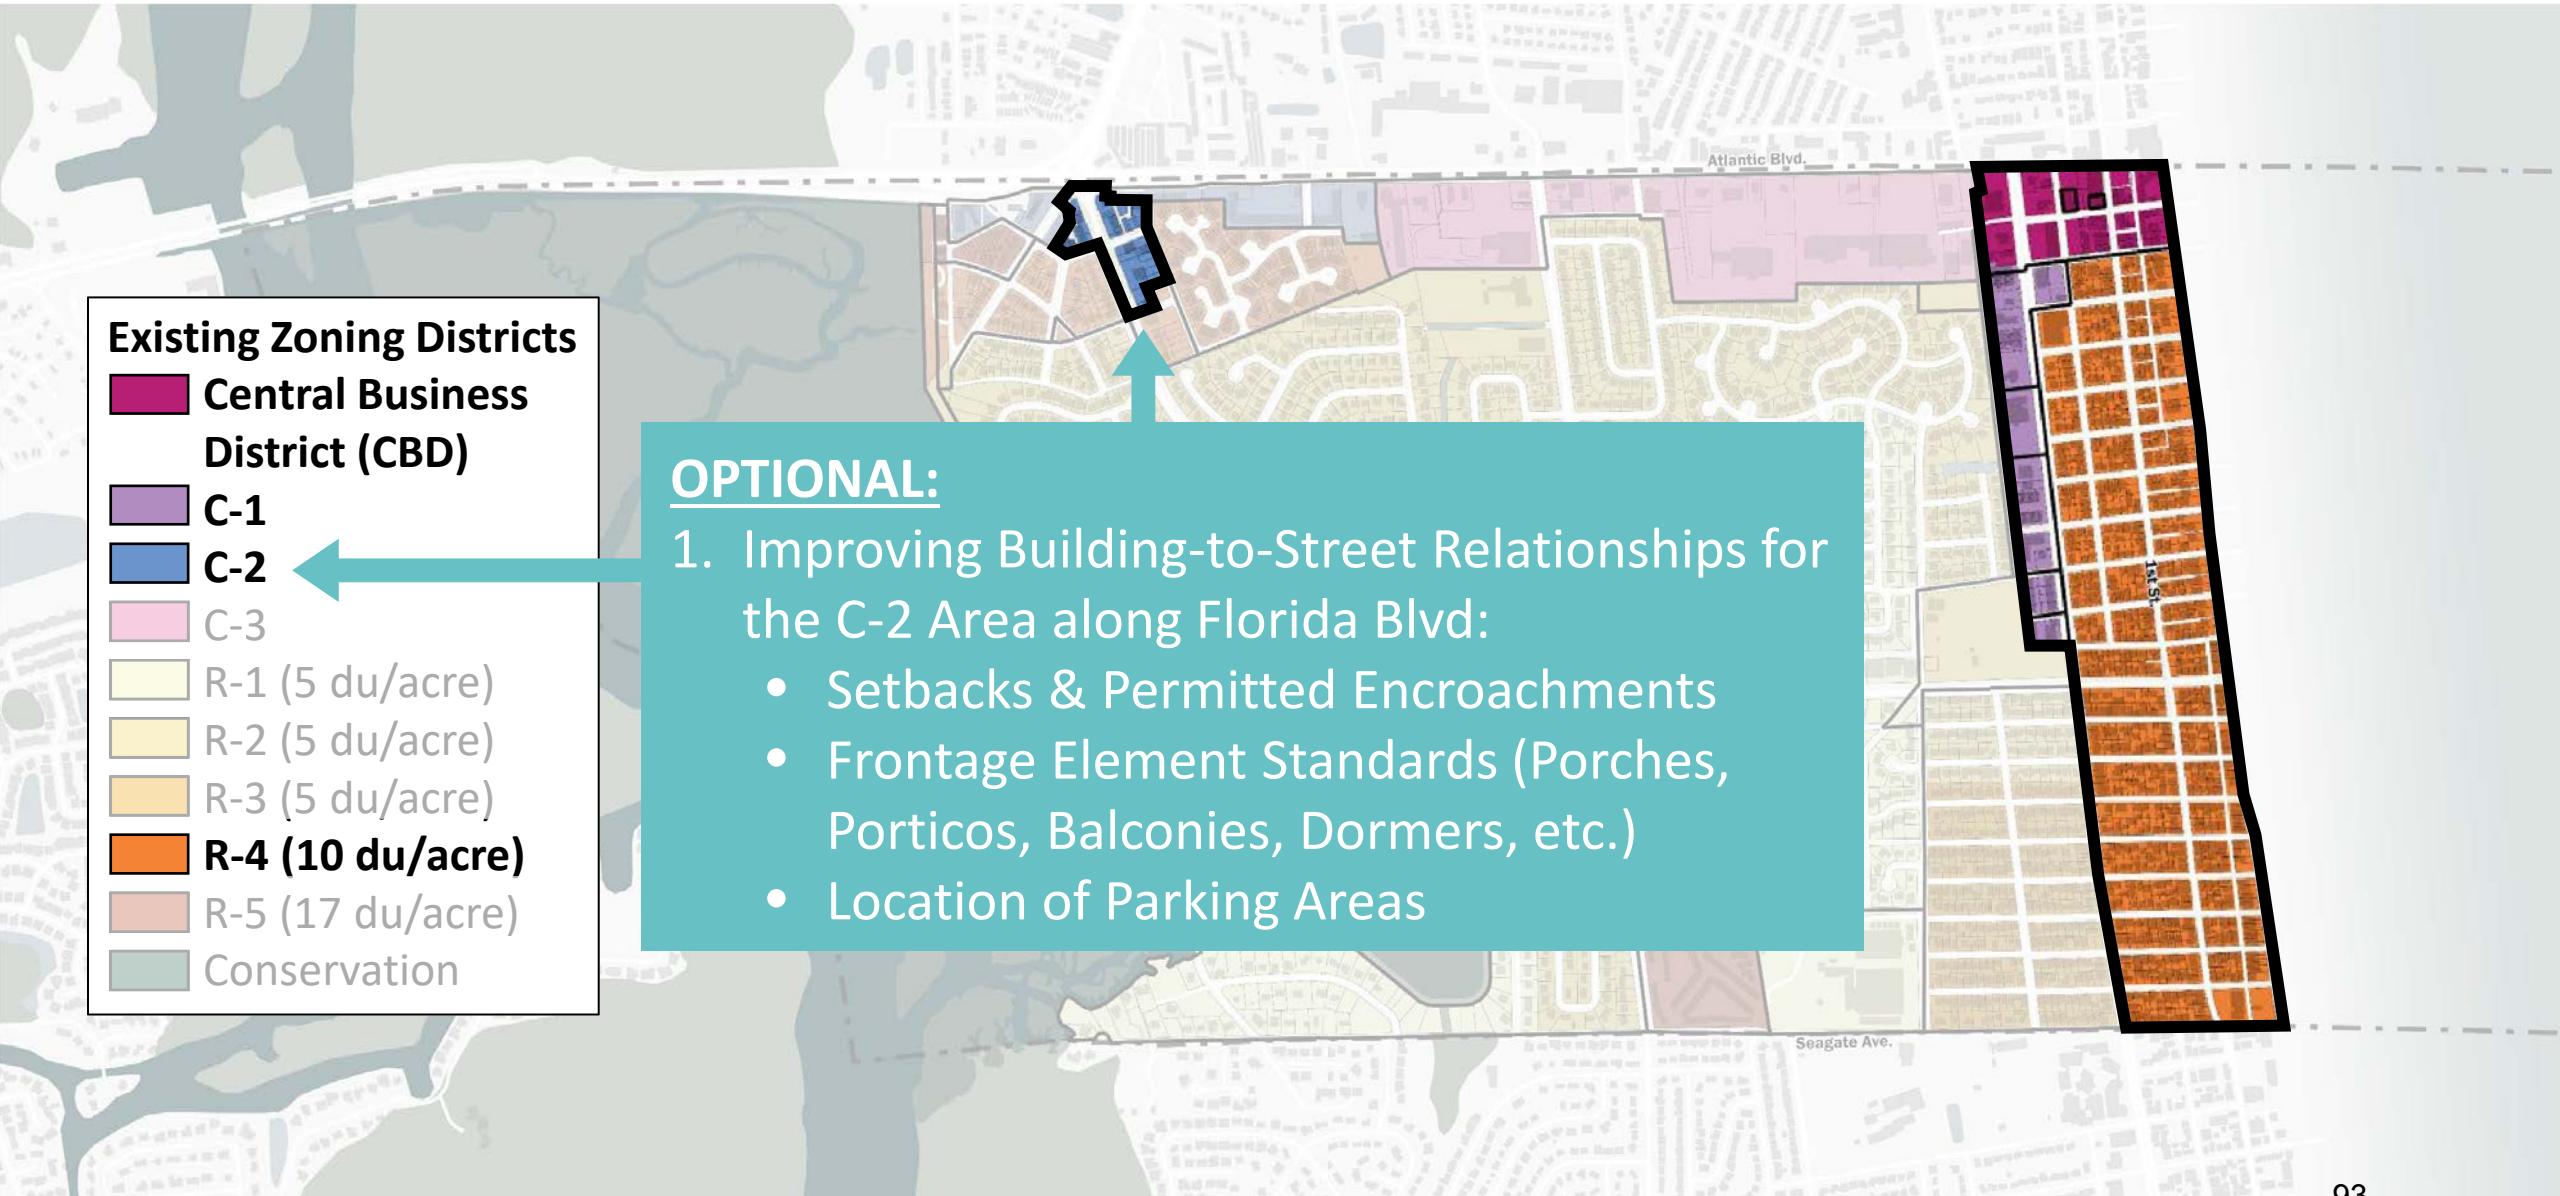 Atlantic Blvd.
Existing Zoning Districts
Central Business
District (CBD)
C-1
C-2
C-3
R-1 (5 du/acre)
R-2 (5 du/acre)
R-3 (5 du/acre)
R-4 (10 du/acre)
R-5 (17 du/acre)
Conservation
OPTIONAL:
1. Improving Building-to-Street Relationships for
the C-2 Area along Florida Blvd:
• Setbacks & Permitted Encroachments
• Frontage Element Standards (Porches,
Porticos, Balconies, Dormers, etc.)
• Location of Parking Areas
1st St.
Seagate Ave.
93